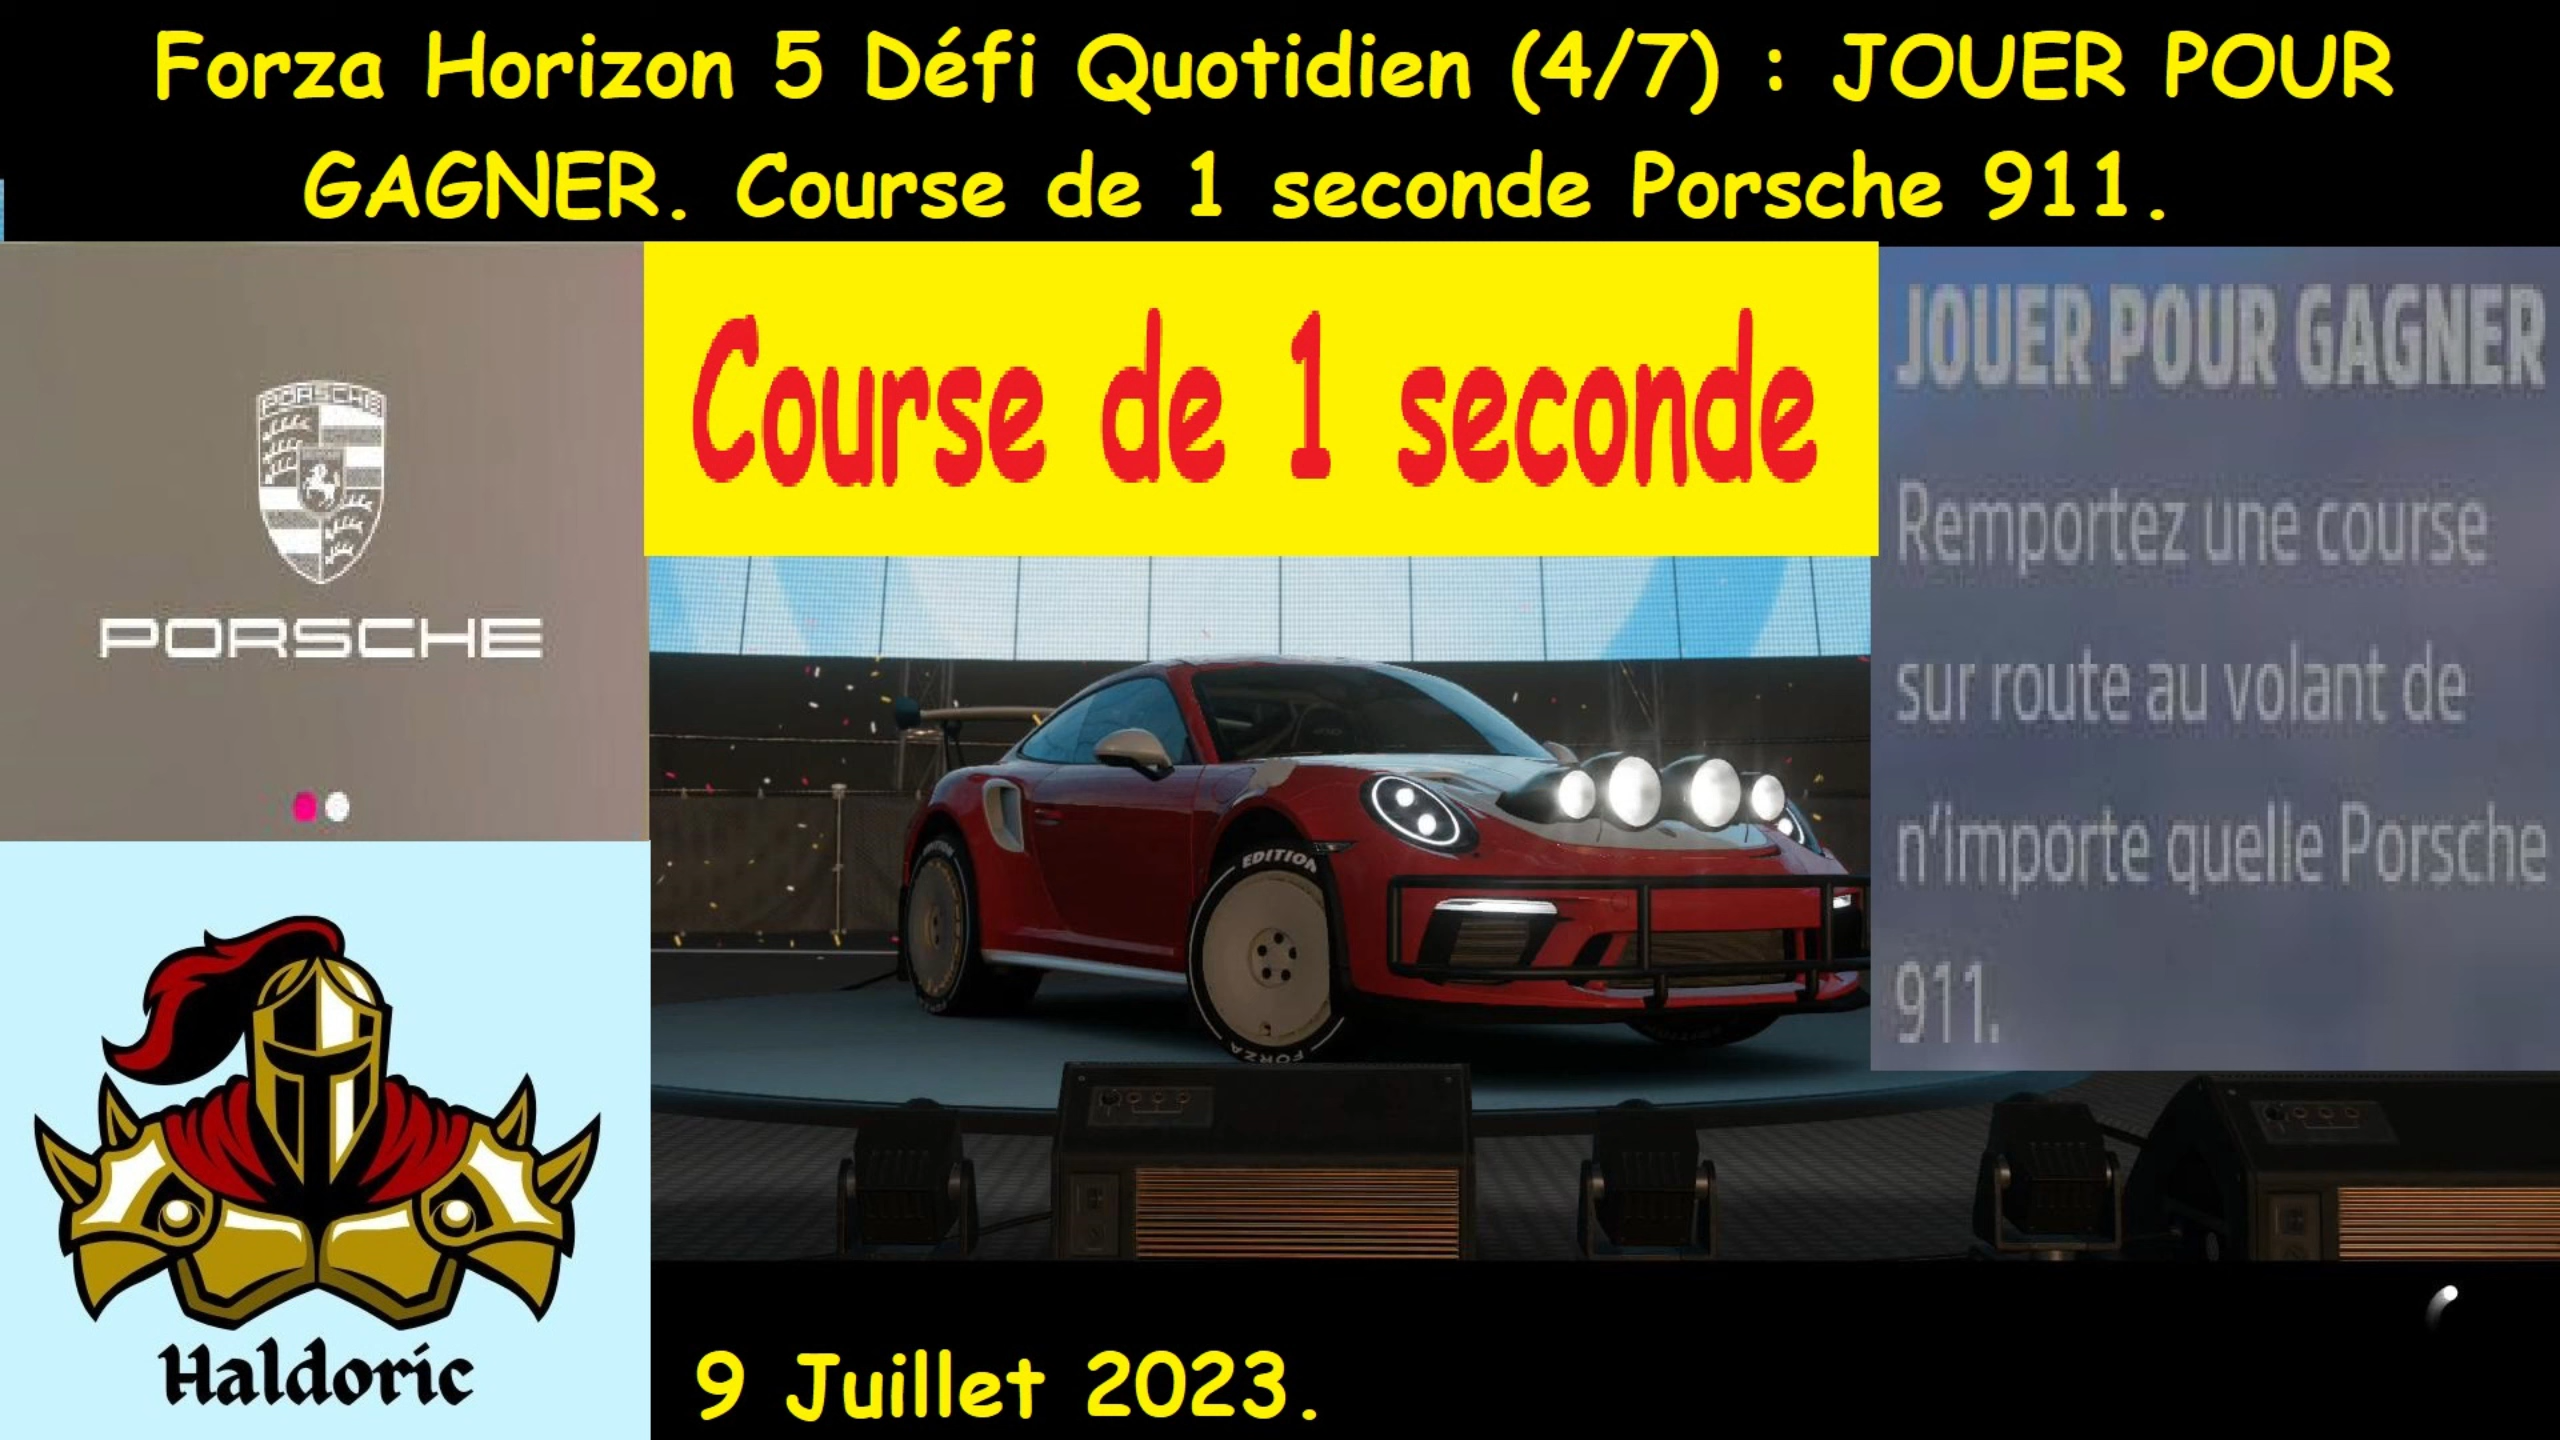 Forza Horizon 5 Défi Quotidien (4/7) : JOUER POUR
GAGNER. Course de 1 seconde Porsche 911.
PORSCHE
PORSCHE
Course de 1 seconde
JOUER POUR GAGNER
Remportez une course
sur route au volant de
n'importe quelle Porsche
911.
EDITION
FORZA
Haldoric
9 Juillet 2023.